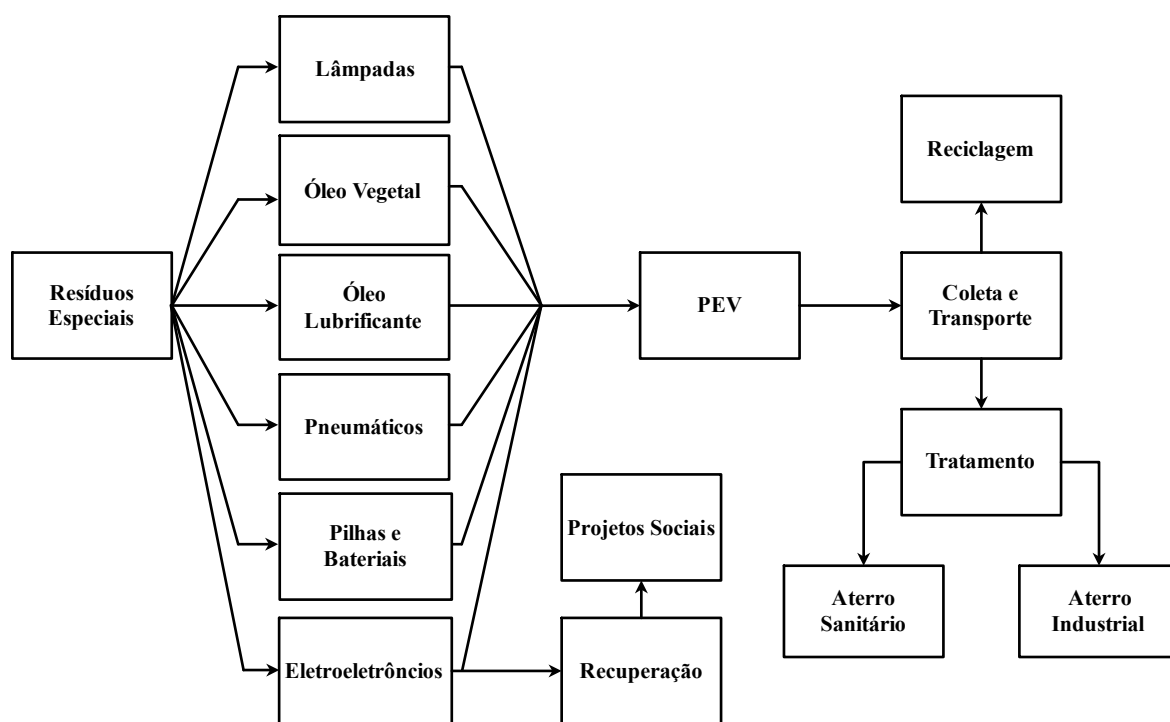 Lâmpadas
Óleo Vegetal
Reciclagem
Resíduos
Especiais
Óleo
Lubrificante
PEV
Coleta e
Transporte
Pneumáticos
Tratamento
Pilhas e
Bateriais
Projetos Sociais
Aterro
Sanitário
Aterro
Industrial
Eletroeletrôncios
Recuperação